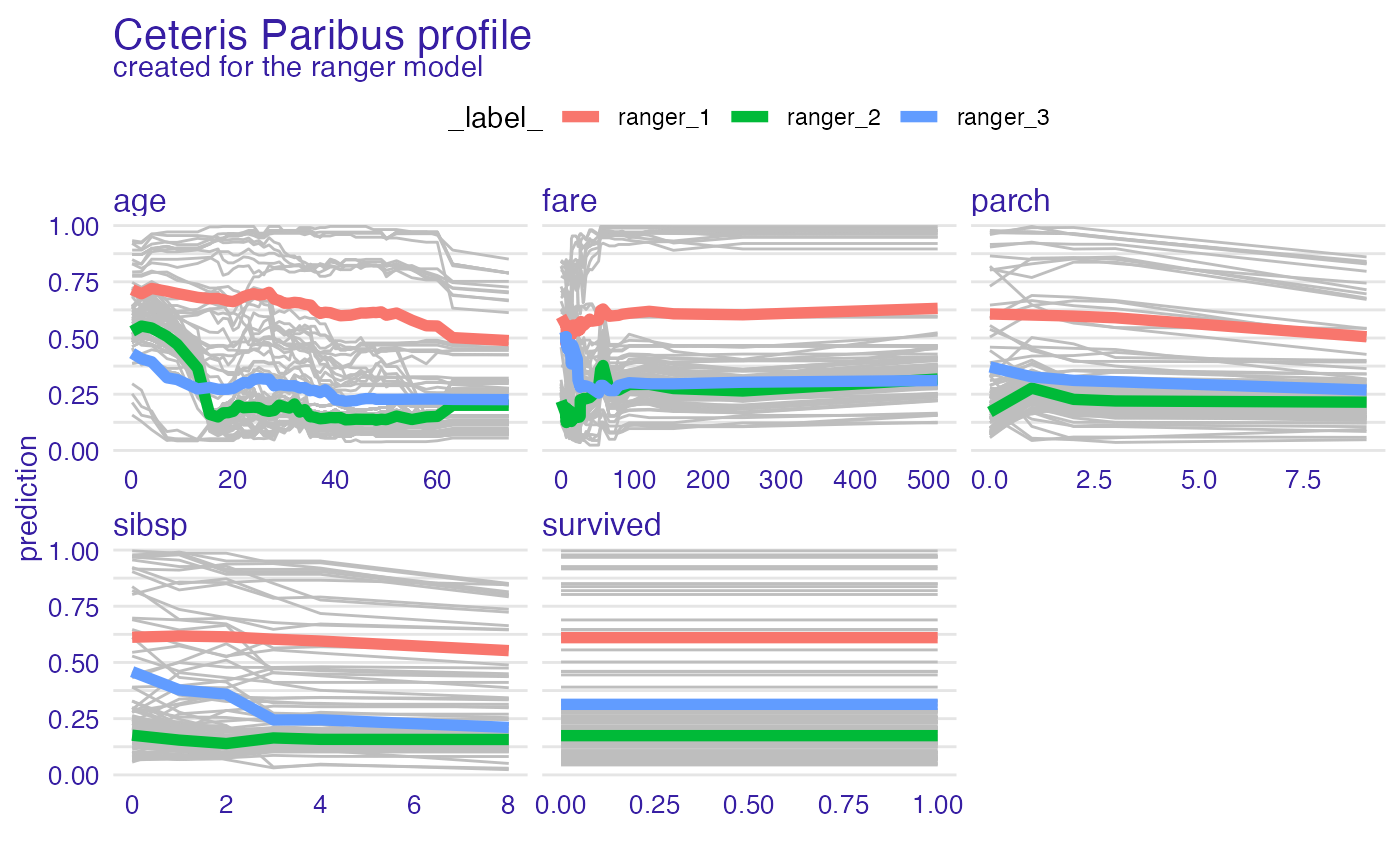 Ceteris Paribus profile
created for the ranger model
_label_ ranger_1 ranger_2 ranger_3
age fare parch
1.00
0.75
0.50
0.25
0.00
0 20 40 60 0 100 200 300 400 500 0.0 2.5 5.0 7.5
prediction
sibsp survived
1.00
0.75
0.50
0.25
0.00
0 2 4 6 8 0.00 0.25 0.50 0.75 1.00